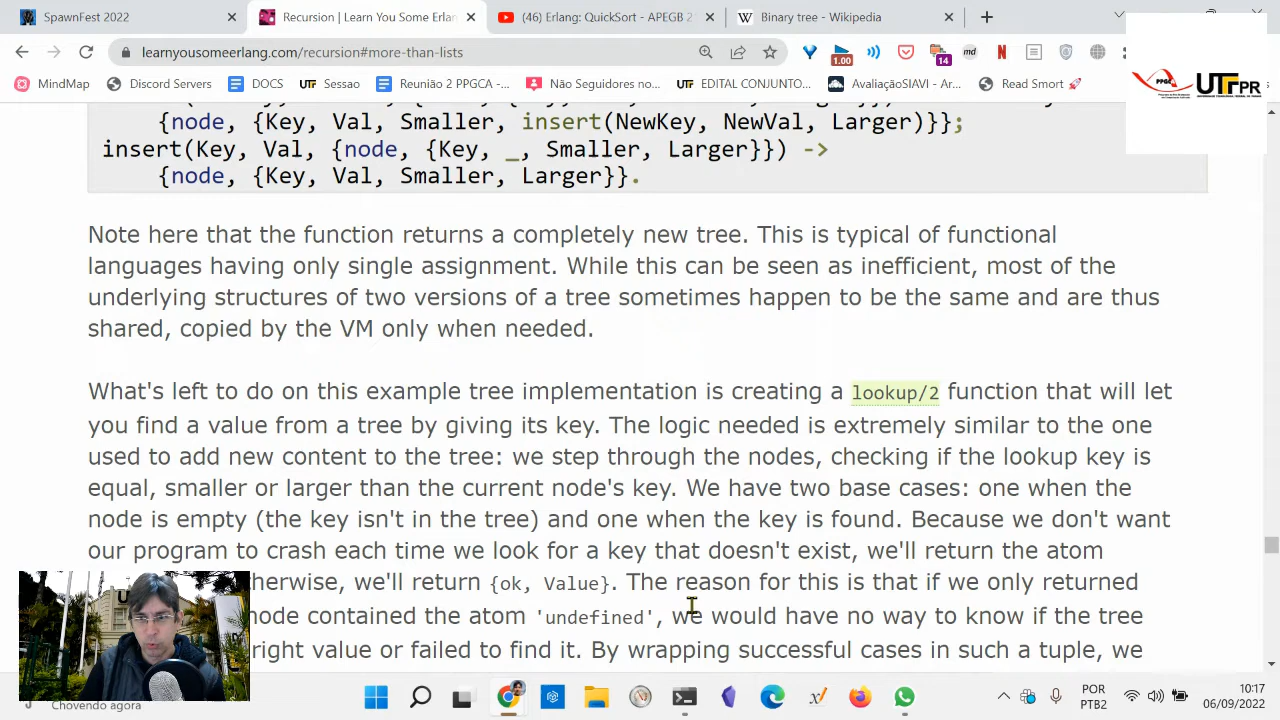 SpawnFest 2022
Recursion | Learn You Some Erlan
(46) Erlang: QuickSort - APEGB 2
Binary tree - Wikipedia
learnyousomeerlang.com/recursion#more-than-lists
1.00
14
md
N
MindMap
Discord Servers
DOCS
UTF Sessao
Reunião 2 PESCA -...
Não Seguidores no...
UTF EDITAL CONJUNTO...
AvaliaçãoSIAVI - Ar...
Read Smort 🚀
PPGCA
UTFPR
{node, {Key, Val, Smaller, insert(NewKey, NewVal, Larger)}};
insert(Key, Val, {node, {Key, _, Smaller, Larger}}) ->
{node, {Key, Val, Smaller, Larger}}.
Note here that the function returns a completely new tree. This is typical of functional
languages having only single assignment. While this can be seen as inefficient, most of the
underlying structures of two versions of a tree sometimes happen to be the same and are thus
shared, copied by the VM only when needed.
What's left to do on this example tree implementation is creating a lookup/2 function that will let
you find a value from a tree by giving its key. The logic needed is extremely similar to the one
used to add new content to the tree: we step through the nodes, checking if the lookup key is
equal, smaller or larger than the current node's key. We have two base cases: one when the
node is empty (the key isn't in the tree) and one when the key is found. Because we don't want
our program to crash each time we look for a key that doesn't exist, we'll return the atom
herwise, we'll return {ok, Value}. The reason for this is that if we only returned
node contained the atom 'undefined', we would have no way to know if the tree
right value or failed to find it. By wrapping successful cases in such a tuple, we
Chovendo agora
POR
PTB2
10:17
06/09/2022